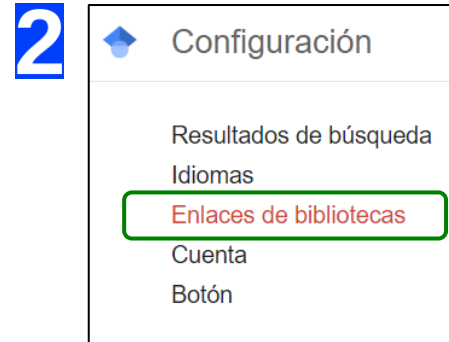 2
Configuración
Resultados de búsqueda
Idiomas
Enlaces de bibliotecas
Cuenta
Botón